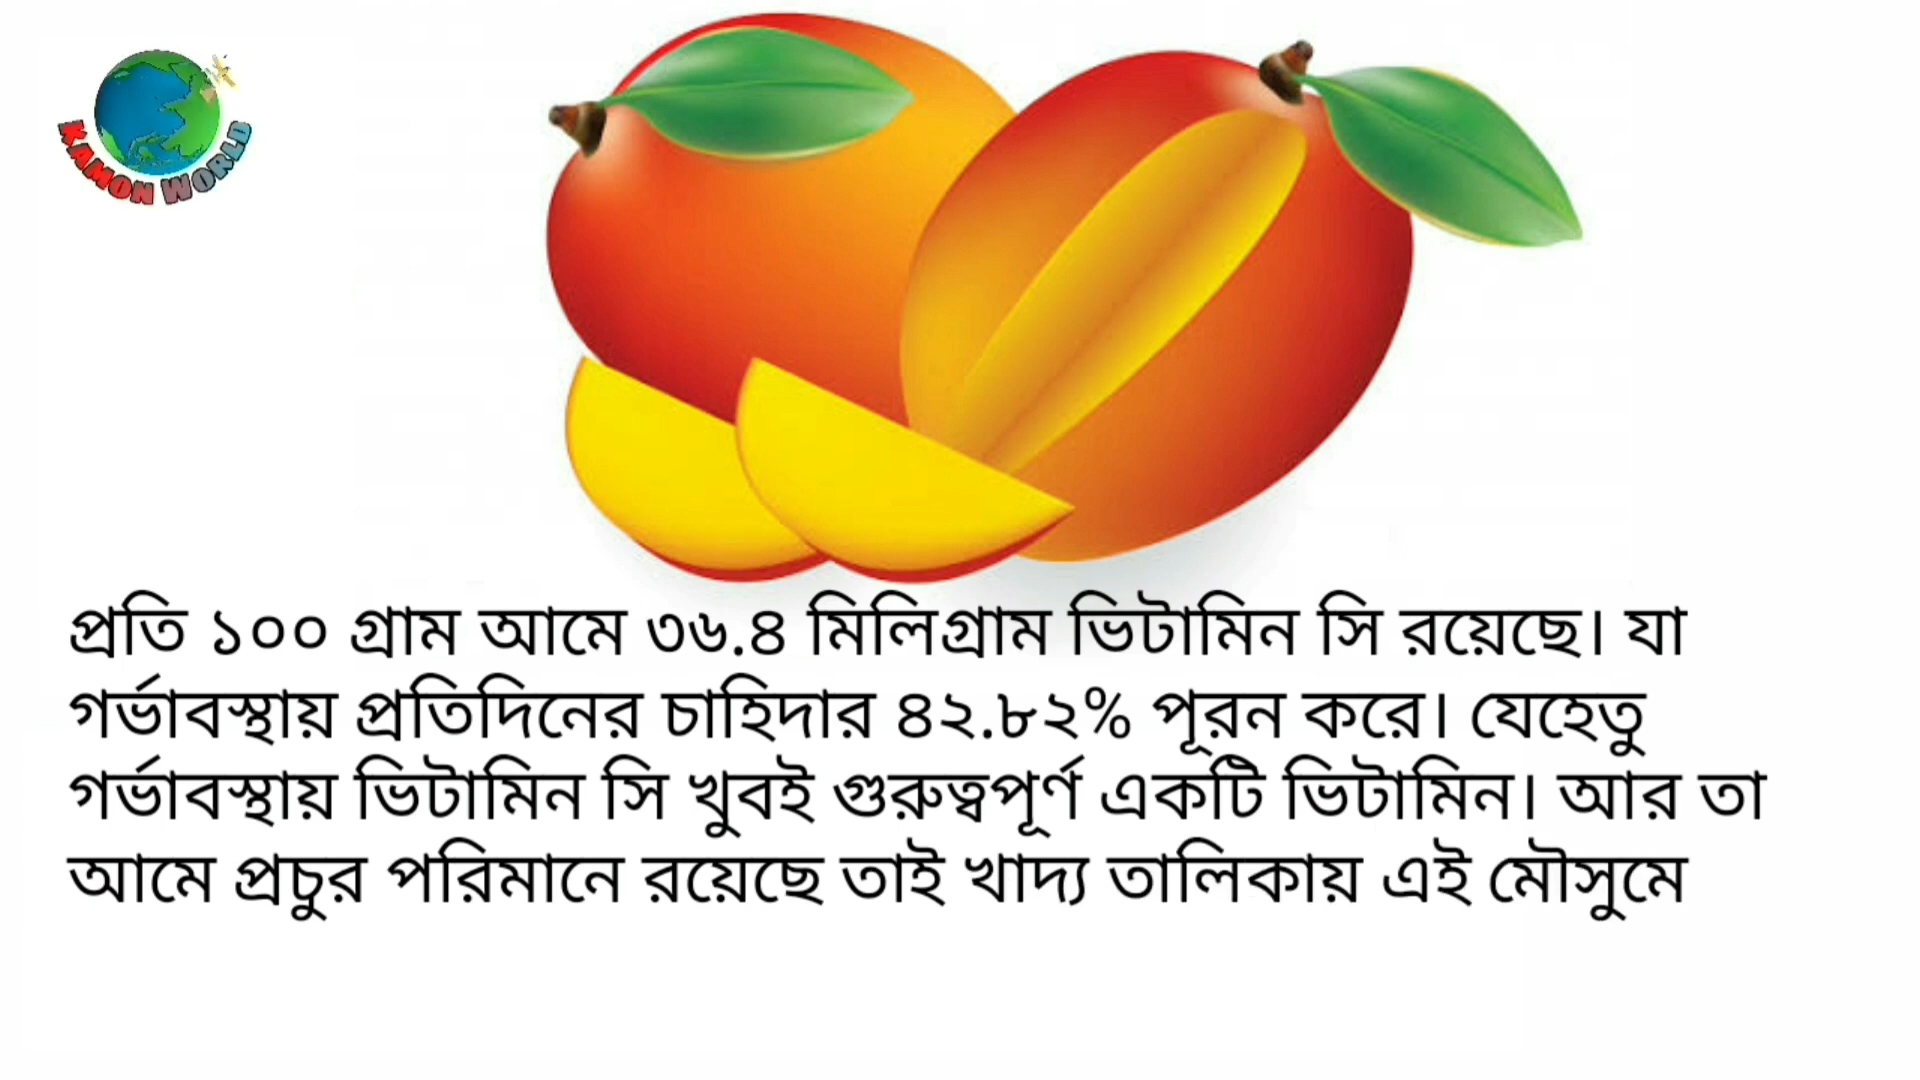 KAMON WORLD
প্রতি ১০০ গ্রাম আমে ৩৬.৪ মিলিগ্রাম ভিটামিন সি রয়েছে। যা
গর্ভাবস্থায় প্রতিদিনের চাহিদার ৪২.৮২% পূরন করে। যেহেতু
গর্ভাবস্থায় ভিটামিন সি খুবই গুরুত্বপূর্ণ একটি ভিটামিন। আর তা
আমে প্রচুর পরিমানে রয়েছে তাই খাদ্য তালিকায় এই মৌসুমে